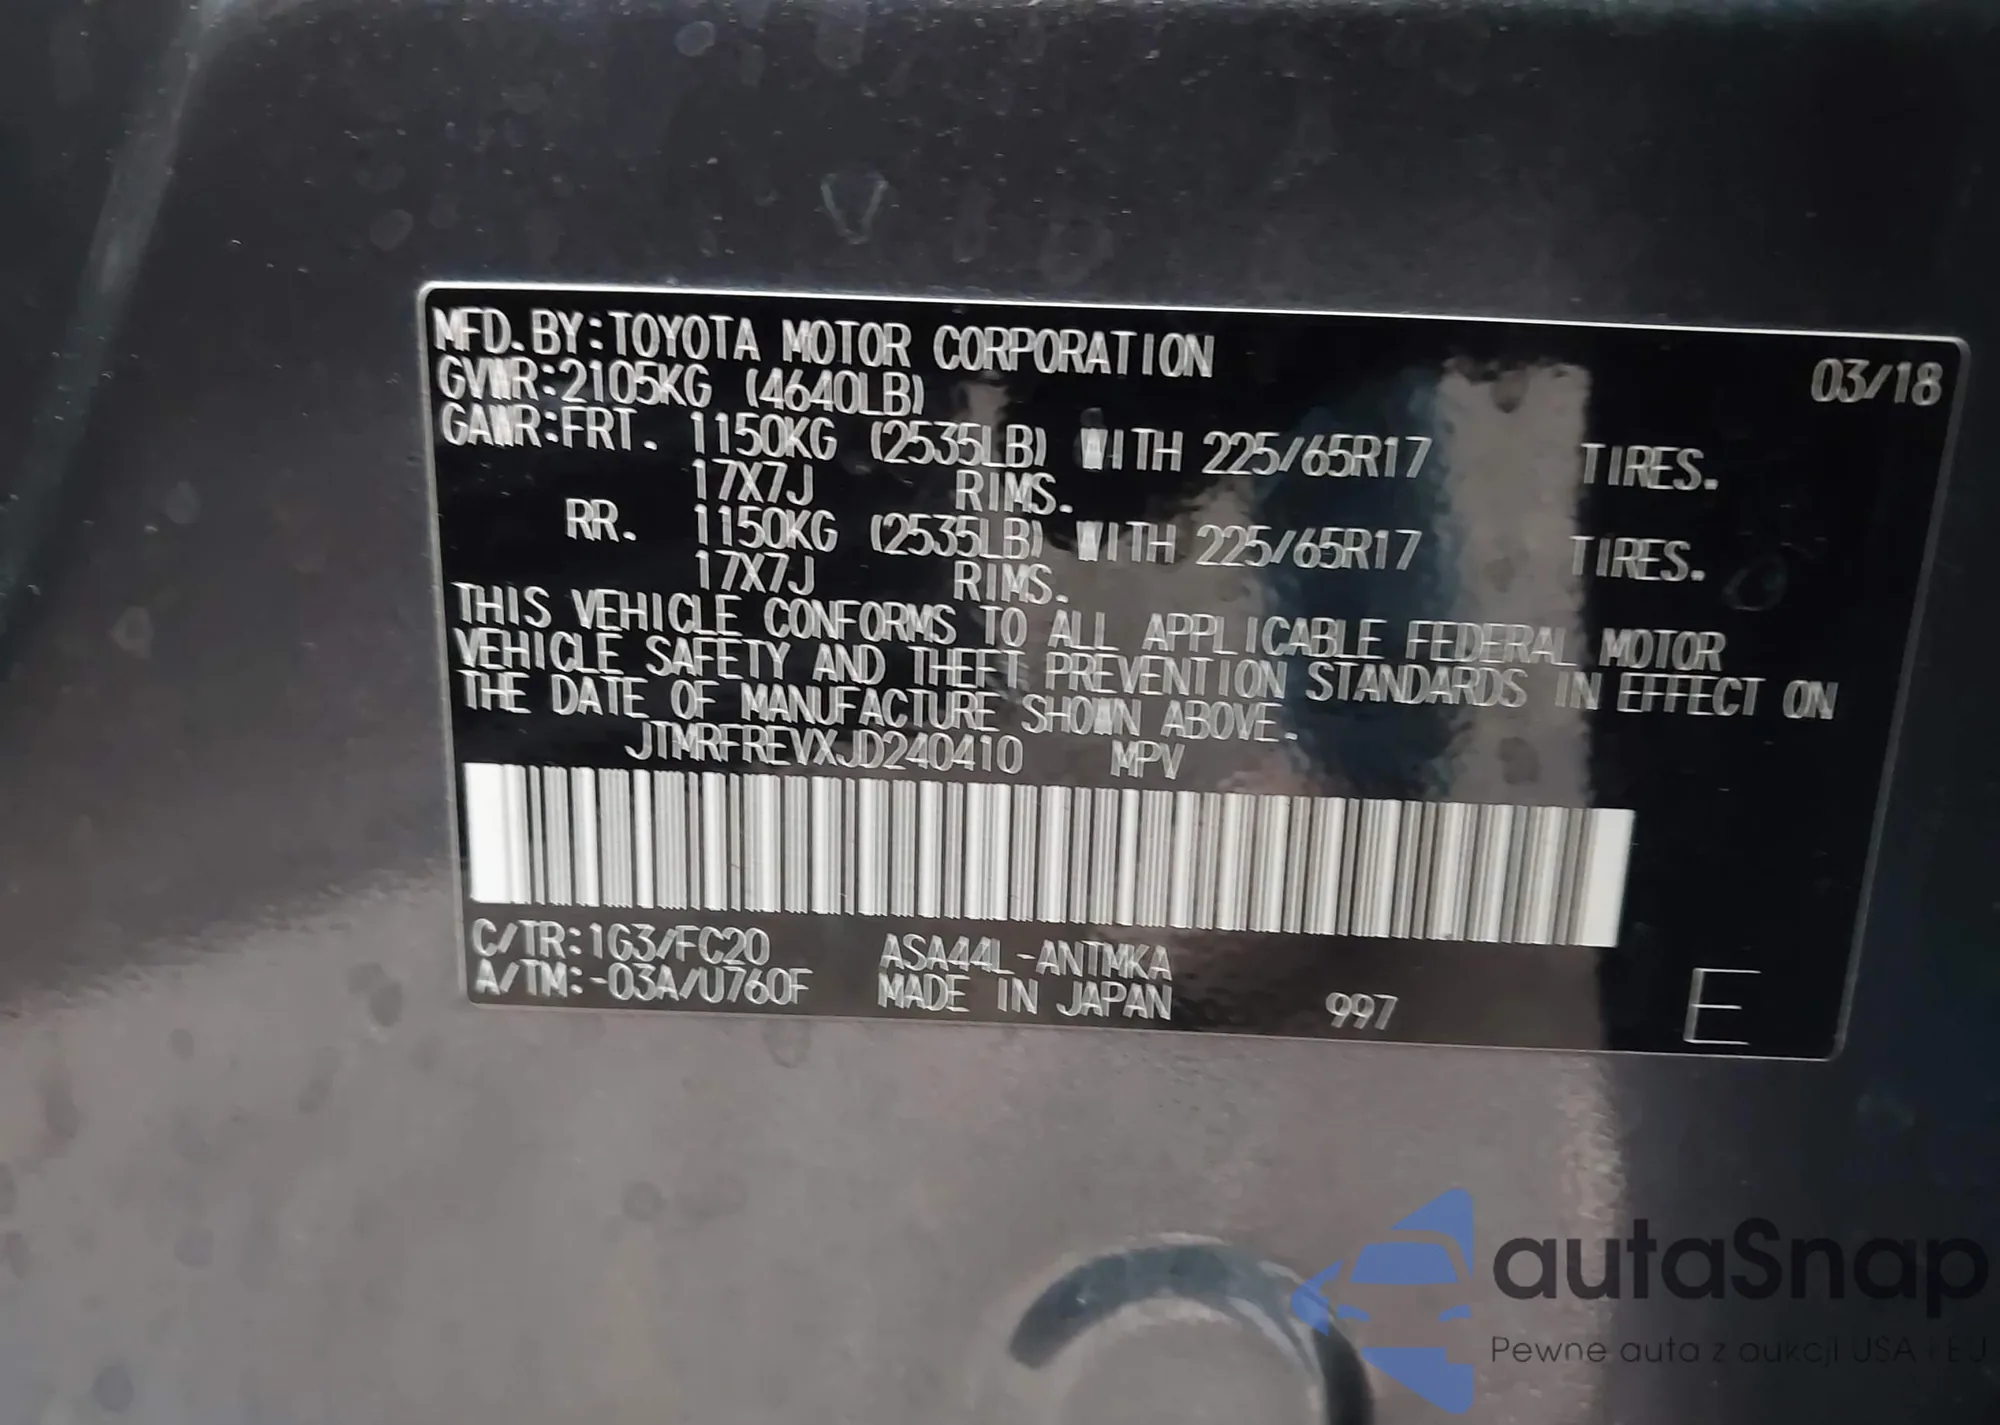 MFD.BY:TOYOTA MOTOR CORPORATION 03/18
GVWR:2105KG (4640LB)
GAWR:FRT. 1150KG (2535LB) WITH 225/65R17 TIRES.
17X7J RIMS.
RR. 1150KG (2535LB) WITH 225/65R17 TIRES.
17X7J RIMS.
THIS VEHICLE CONFORMS TO ALL APPLICABLE FEDERAL MOTOR
VEHICLE SAFETY AND THEFT PREVENTION STANDARDS IN EFFECT ON
THE DATE OF MANUFACTURE SHOWN ABOVE.
JTMRFREVXJD240410 MPV
C/TR:1G3/FC20 ASA44L-ANTMKA
A/TM:-03A/U760F MADE IN JAPAN 997 E
autaSnap
Pewne auta z aukcji USA i EU